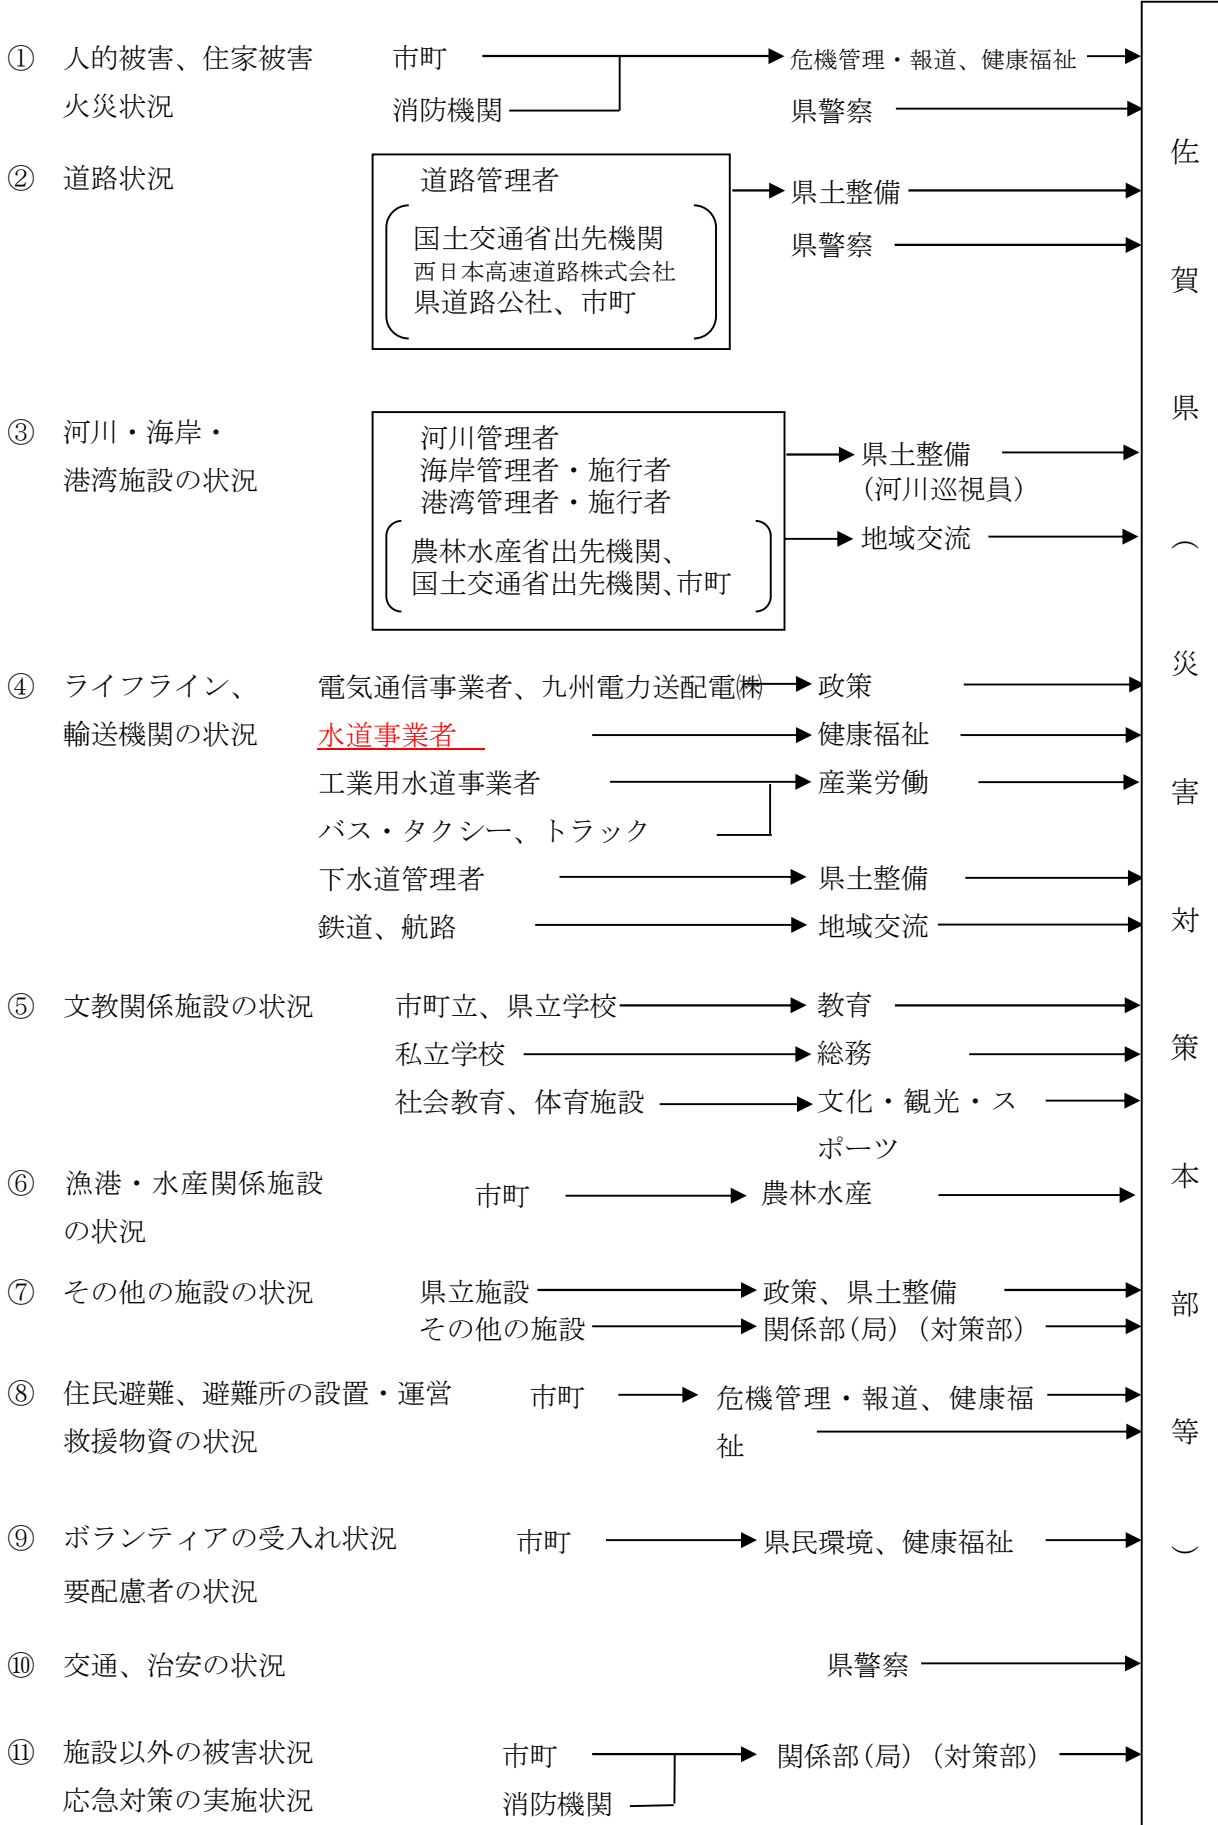 ① 人的被害、住家被害 市町 危機管理・報道、健康福祉
火災状況 消防機関 県警察
② 道路状況 道路管理者 県土整備
国土交通省出先機関 県警察
西日本高速道路株式会社
県道路公社、市町
③ 河川・海岸・ 河川管理者 県土整備
港湾施設の状況 海岸管理者・施行者 (河川巡視員)
港湾管理者・施行者
農林水産省出先機関、 地域交流
国土交通省出先機関、市町
④ ライフライン、 電気通信事業者、九州電力送配電㈱ 政策
輸送機関の状況 水道事業者 健康福祉
工業用水道事業者 産業労働
バス・タクシー、トラック
下水道管理者 県土整備
鉄道、航路 地域交流
⑤ 文教関係施設の状況 市町立、県立学校 教育
私立学校 総務
社会教育、体育施設 文化・観光・ス
ポーツ
⑥ 漁港・水産関係施設 市町 農林水産
の状況
⑦ その他の施設の状況 県立施設 政策、県土整備
その他の施設 関係部(局)(対策部)
⑧ 住民避難、避難所の設置・運営 市町 危機管理・報道、健康福
救援物資の状況 祉
⑨ ボランティアの受入れ状況 市町 県民環境、健康福祉
要配慮者の状況
⑩ 交通、治安の状況 県警察
⑪ 施設以外の被害状況 市町 関係部(局)(対策部)
応急対策の実施状況 消防機関
佐賀県(災害対策本部等)